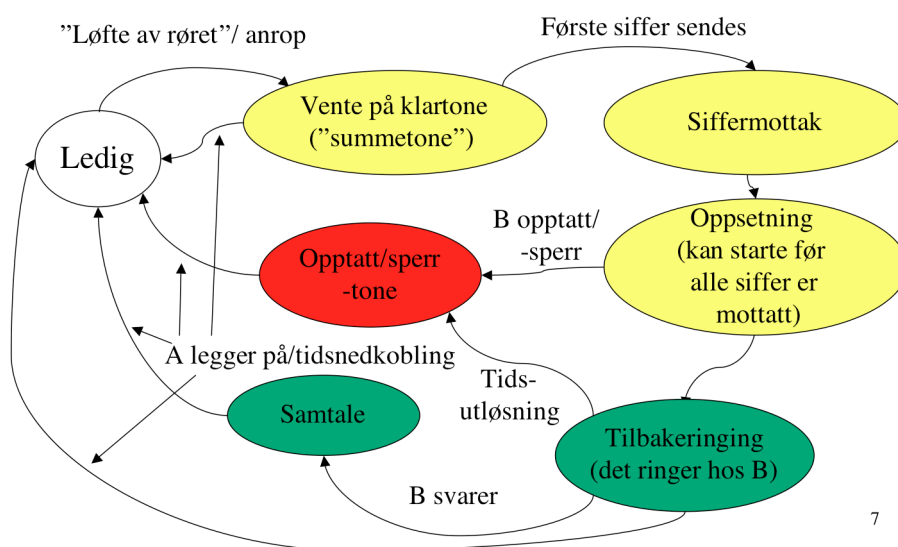 ”Løfte av røret”/ anrop
Første siffer sendes
Vente på klartone
(”summetone”)
Siffermottak
Ledig
Oppsetning
(kan starte før
alle siffer er
mottatt)
B opptatt/
-sperr
Opptatt/sperr
-tone
A legger på/tidsnedkobling
Tids-
utløsning
Samtale
Tilbakeringing
(det ringer hos B)
B svarer
7